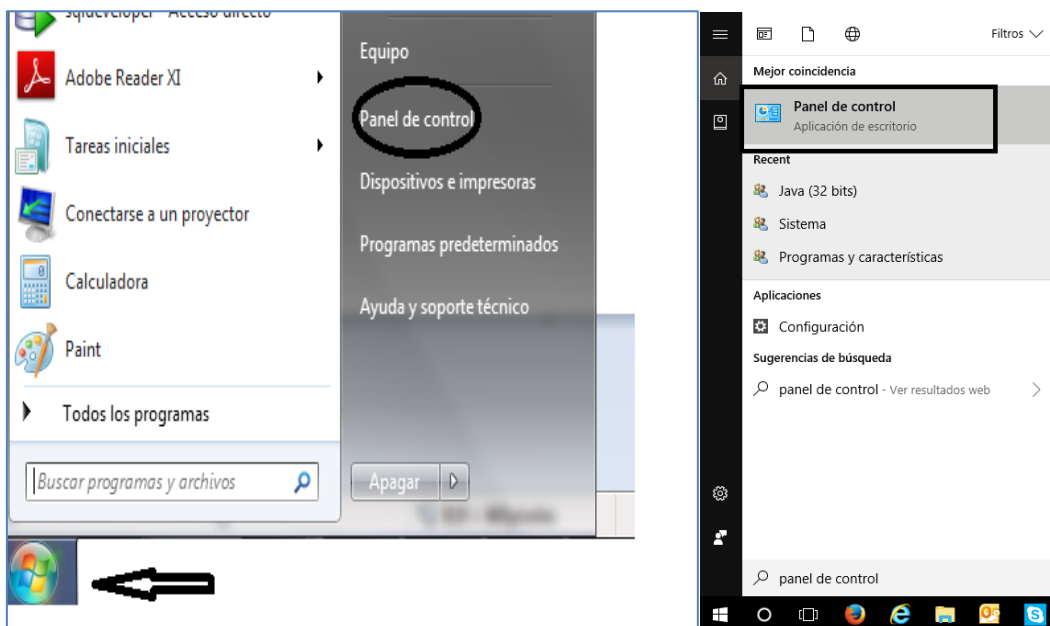 sqldeveloper - Acceso directo
Adobe Reader XI
Tareas iniciales
Conectarse a un proyector
Calculadora
Paint
Todos los programas
Buscar programas y archivos
Equipo
Panel de control
Dispositivos e impresoras
Programas predeterminados
Ayuda y soporte técnico
Apagar
Filtros
Mejor coincidencia
Panel de control
Aplicación de escritorio
Recent
Java (32 bits)
Sistema
Programas y características
Aplicaciones
Configuración
Sugerencias de búsqueda
panel de control - Ver resultados web
panel de control